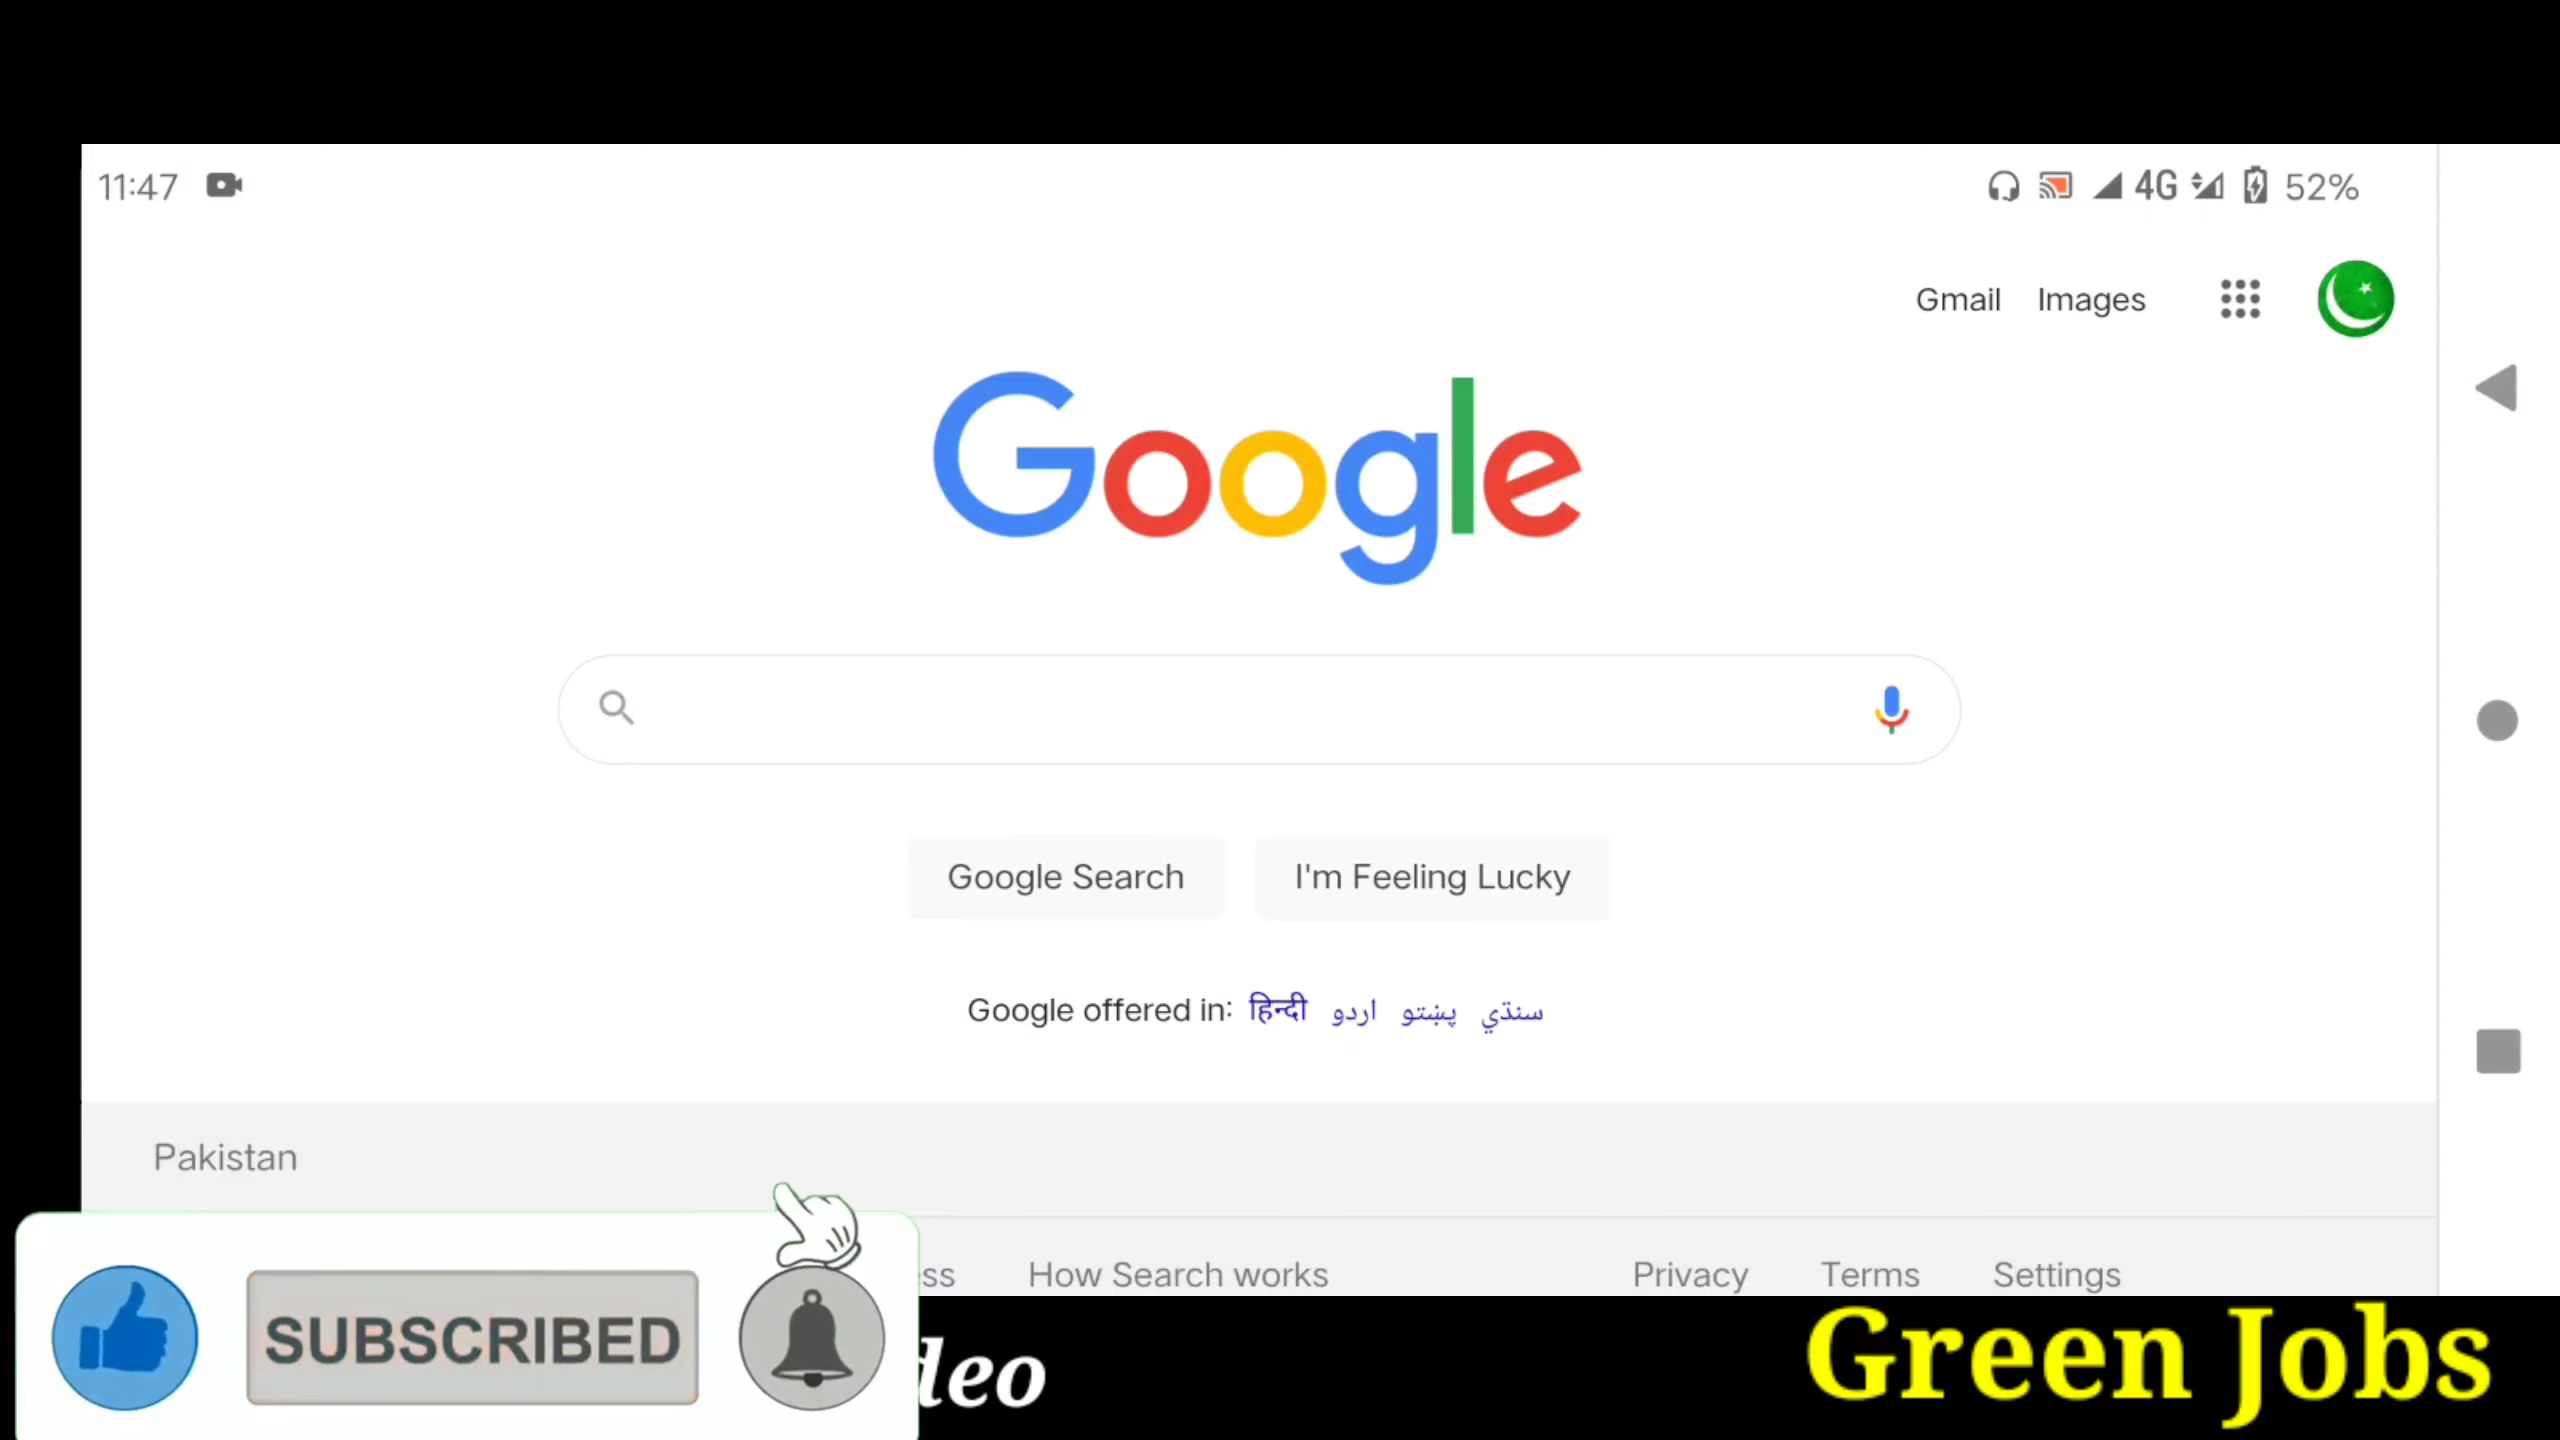 11:47 4G 52%
Gmail Images
Google
Google Search I'm Feeling Lucky
Google offered in: हिन्दी اردو پښتو سنڌي
Pakistan
How Search works Privacy Terms Settings
SUBSCRIBED
Green Jobs